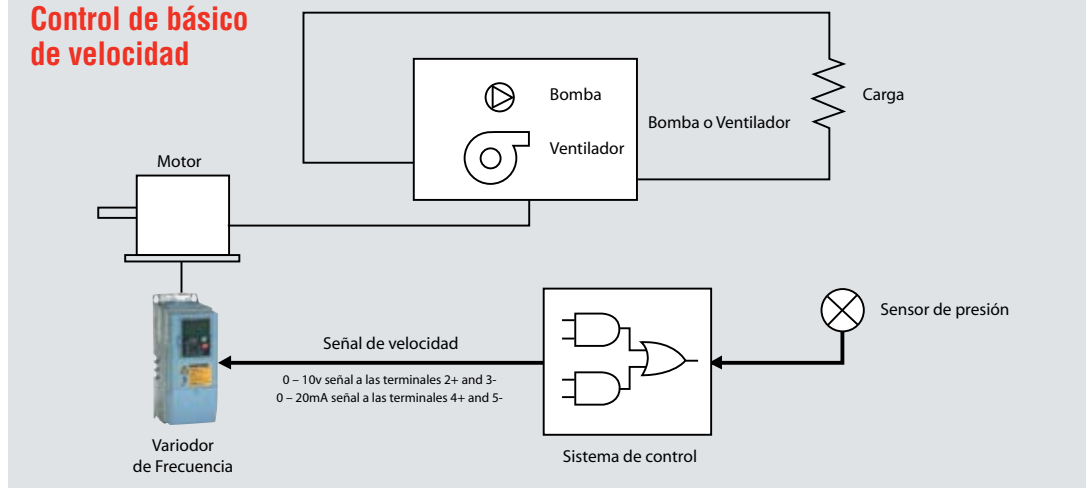 Control de básico
de velocidad
Bomba
Ventilador
Bomba o Ventilador
Carga
Motor
Sensor de presión
Señal de velocidad
0 – 10v señal a las terminales 2+ and 3-
0 – 20mA señal a las terminales 4+ and 5-
Variodor
de Frecuencia
Sistema de control